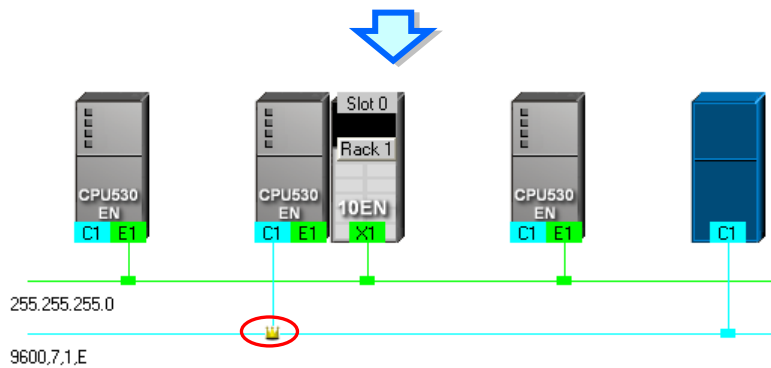 Slot 0
Rack 1
CPU530
EN
CPU530
EN
10EN
CPU530
EN
C1 E1
C1 E1
X1
C1 E1
C1
255.255.255.0
9600,7,1,E